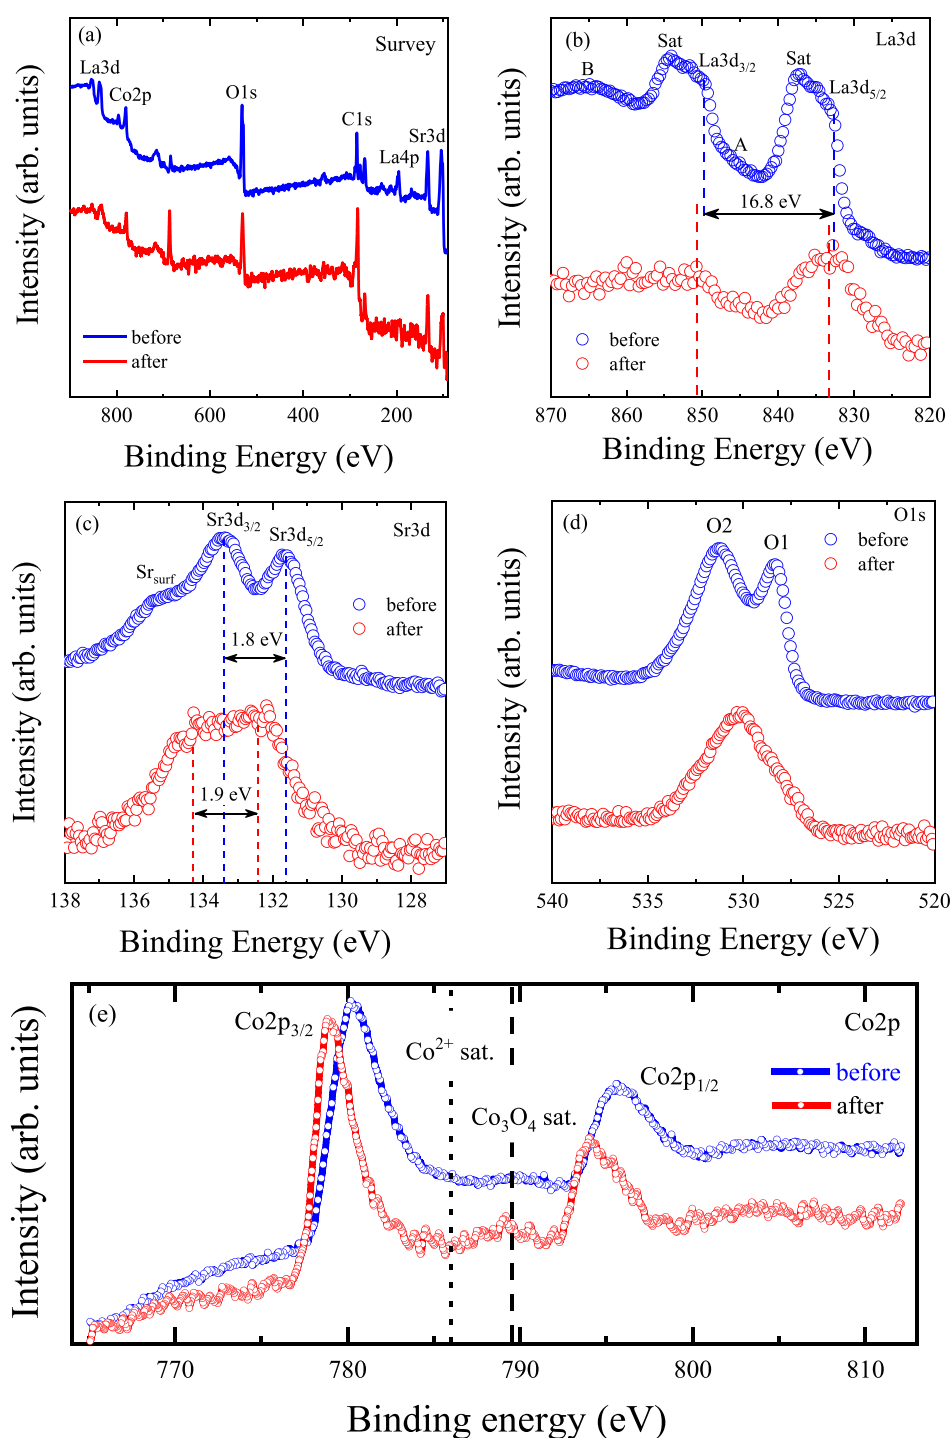 (a)
Survey
La3d
Co2p
O1s
C1s
La4p
Sr3d
before
after
800 600 400 200
Binding Energy (eV)
Intensity (arb. units)
(b)
La3d
B
Sat
La3d3/2
Sat
La3d5/2
A
16.8 eV
before
after
870 860 850 840 830 820
Binding Energy (eV)
Intensity (arb. units)
(c)
Sr3d3/2
Sr3d5/2
Sr3d
Srsurf
before
after
1.8 eV
1.9 eV
138 136 134 132 130 128
Binding Energy (eV)
Intensity (arb. units)
(d)
O1s
O2
O1
before
after
540 530 520
Binding Energy (eV)
Intensity (arb. units)
(e)
Co2p3/2
Co2+ sat.
Co3O4 sat.
Co2p1/2
Co2p
before
after
770 780 790 800 810
Binding energy (eV)
Intensity (arb. units)